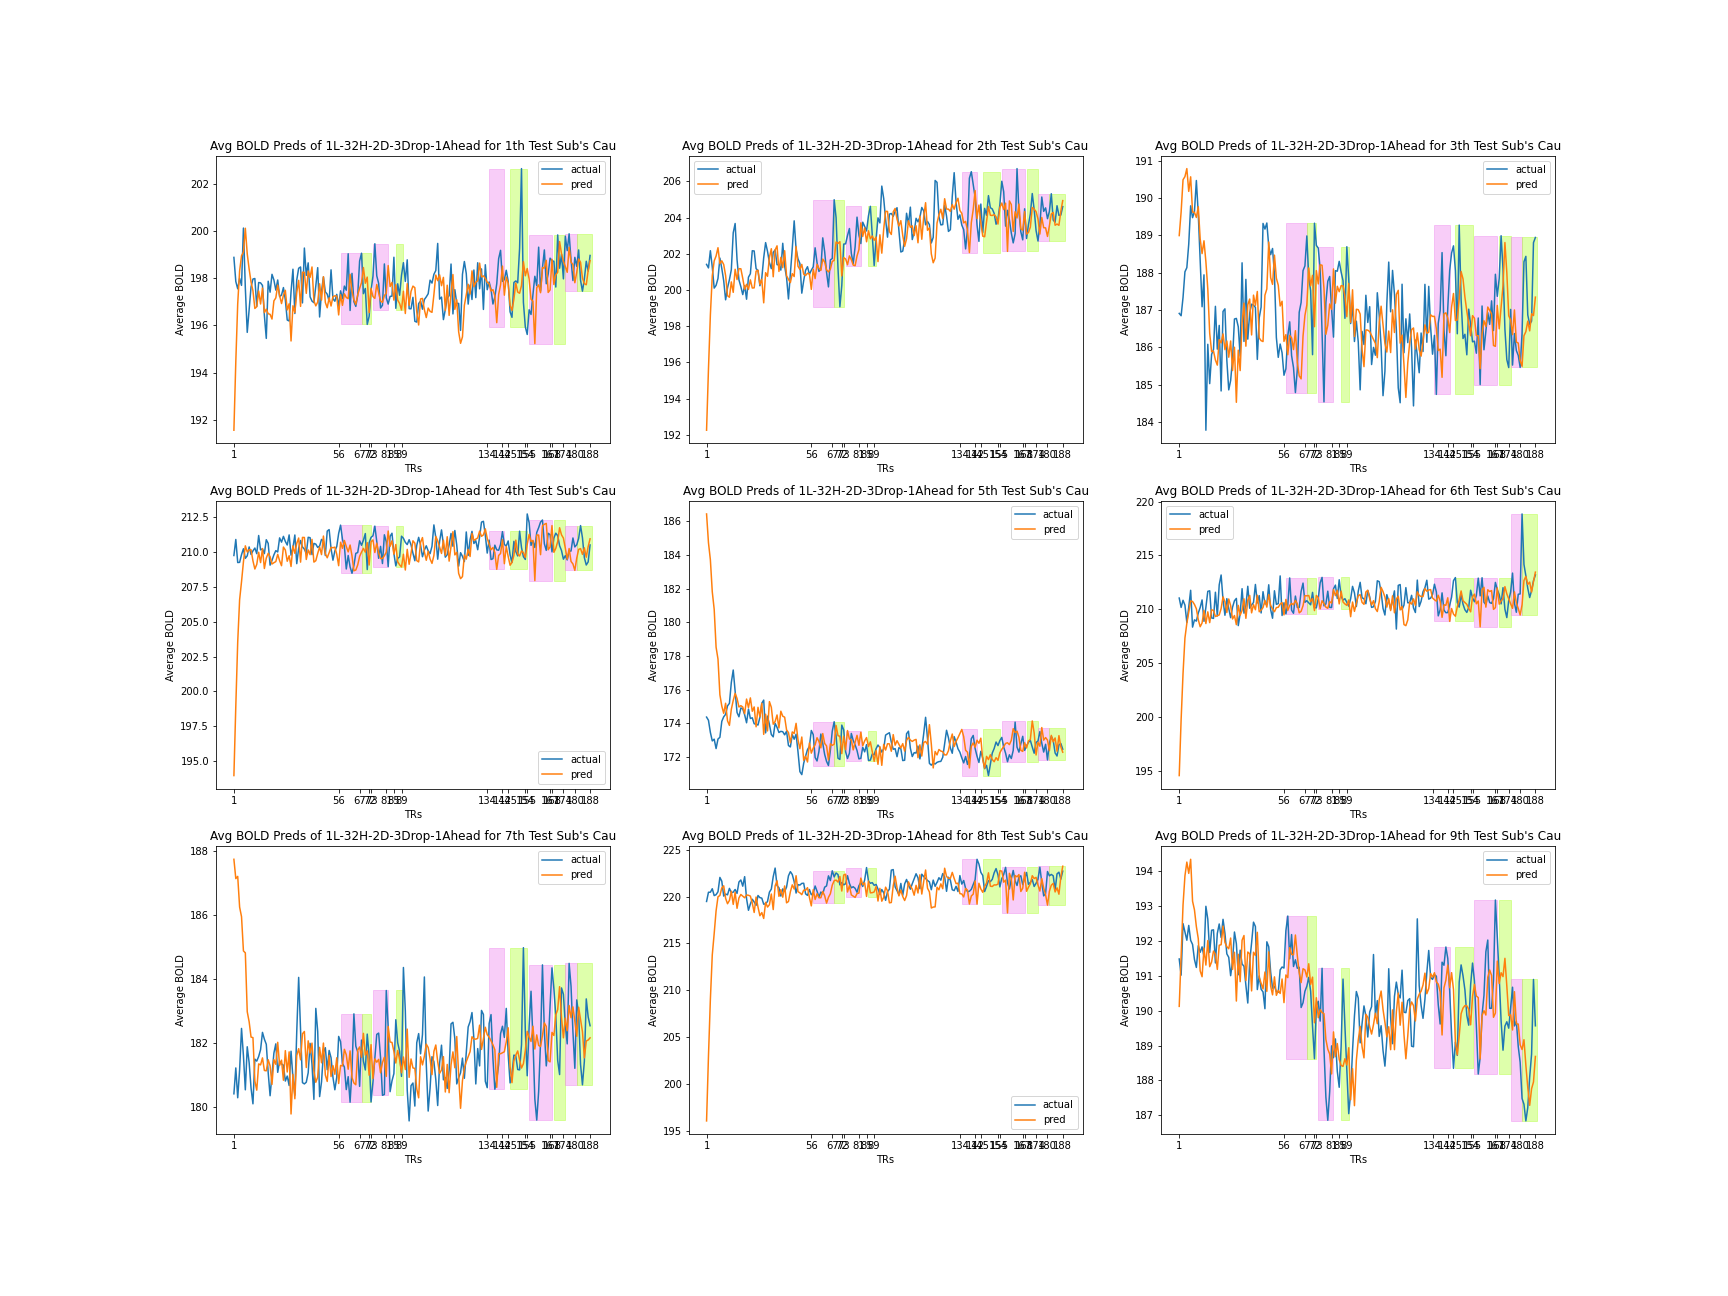 Avg BOLD Preds of 1L-32H-2D-3Drop-1Ahead for 1th Test Sub's Cau
Average BOLD
202
200
198
196
194
192
actual
pred
1 56
TRs
Avg BOLD Preds of 1L-32H-2D-3Drop-1Ahead for 2th Test Sub's Cau
Average BOLD
206
204
202
200
198
196
194
192
actual
pred
1 56
TRs
Avg BOLD Preds of 1L-32H-2D-3Drop-1Ahead for 3th Test Sub's Cau
Average BOLD
191
190
189
188
187
186
185
184
actual
pred
1 56
TRs
Avg BOLD Preds of 1L-32H-2D-3Drop-1Ahead for 4th Test Sub's Cau
Average BOLD
212.5
210.0
207.5
205.0
202.5
200.0
197.5
195.0
actual
pred
1 56
TRs
Avg BOLD Preds of 1L-32H-2D-3Drop-1Ahead for 5th Test Sub's Cau
Average BOLD
186
184
182
180
178
176
174
172
actual
pred
1 56
TRs
Avg BOLD Preds of 1L-32H-2D-3Drop-1Ahead for 6th Test Sub's Cau
Average BOLD
220
215
210
205
200
195
actual
pred
1 56
TRs
Avg BOLD Preds of 1L-32H-2D-3Drop-1Ahead for 7th Test Sub's Cau
Average BOLD
188
186
184
182
180
actual
pred
1 56
TRs
Avg BOLD Preds of 1L-32H-2D-3Drop-1Ahead for 8th Test Sub's Cau
Average BOLD
225
220
215
210
205
200
195
actual
pred
1 56
TRs
Avg BOLD Preds of 1L-32H-2D-3Drop-1Ahead for 9th Test Sub's Cau
Average BOLD
194
193
192
191
190
189
188
187
actual
pred
1 56
TRs